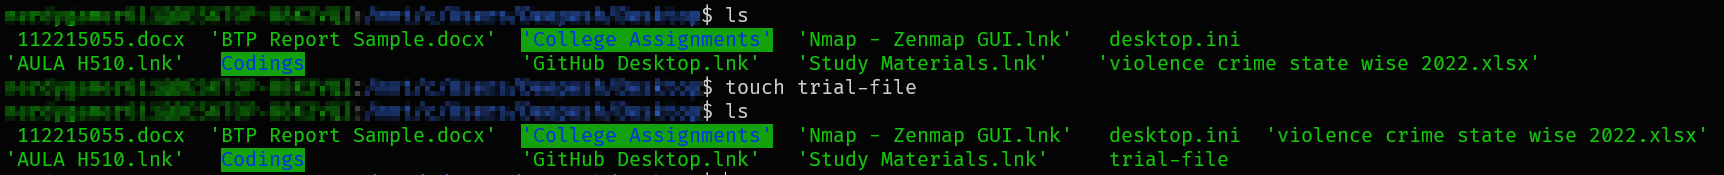 $ ls
112215055.docx 'BTP Report Sample.docx' 'College Assignments' 'Nmap - Zenmap GUI.lnk' desktop.ini
'AULA H510.lnk' Codings 'GitHub Desktop.lnk' 'Study Materials.lnk' 'violence crime state wise 2022.xlsx'
$ touch trial-file
$ ls
112215055.docx 'BTP Report Sample.docx' 'College Assignments' 'Nmap - Zenmap GUI.lnk' desktop.ini 'violence crime state wise 2022.xlsx'
'AULA H510.lnk' Codings 'GitHub Desktop.lnk' 'Study Materials.lnk' trial-file